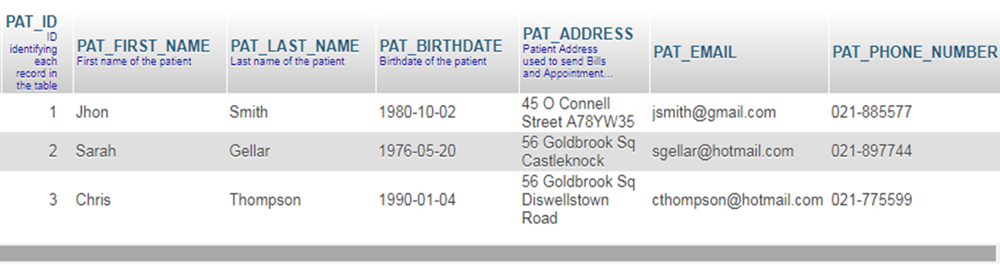 PAT_ID
ID
identifying
each
record in
the table
PAT_FIRST_NAME
First name of the patient
PAT_LAST_NAME
Last name of the patient
PAT_BIRTHDATE
Birthdate of the patient
PAT_ADDRESS
Patient Address
used to send Bills
and Appointment...
PAT_EMAIL
PAT_PHONE_NUMBER
1 Jhon Smith 1980-10-02 45 O Connell Street A78YW35 jsmith@gmail.com 021-885577
2 Sarah Gellar 1976-05-20 56 Goldbrook Sq Castleknock sgellar@hotmail.com 021-897744
3 Chris Thompson 1990-01-04 56 Goldbrook Sq Diswellstown Road cthompson@hotmail.com 021-775599